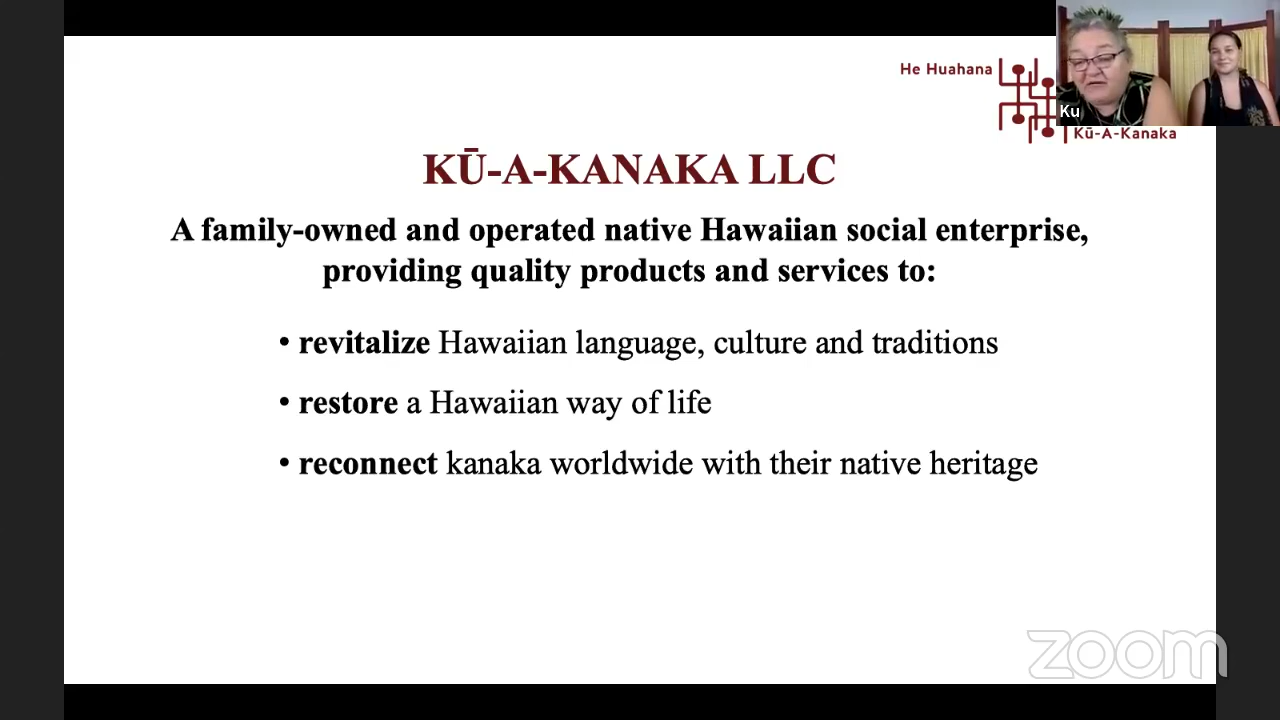 He Huahana
Ku
Kū-A-Kanaka
KŪ-A-KANAKA LLC
A family-owned and operated native Hawaiian social enterprise,
providing quality products and services to:
• revitalize Hawaiian language, culture and traditions
• restore a Hawaiian way of life
• reconnect kanaka worldwide with their native heritage
zoom